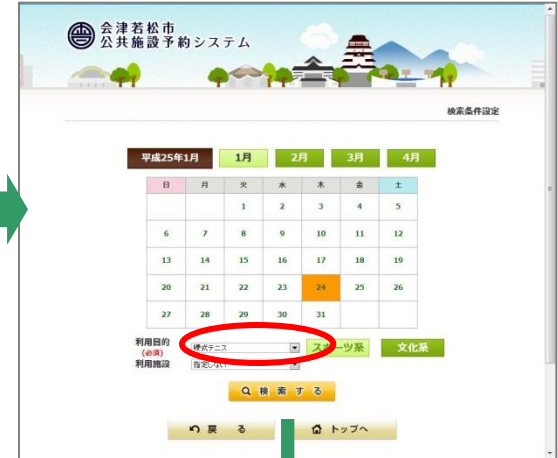 会津若松市
公共施設予約システム
検索条件設定
平成25年1月 1月 2月 3月 4月
日 月 火 水 木 金 土
1 2 3 4 5
6 7 8 9 10 11 12
13 14 15 16 17 18 19
20 21 22 23 24 25 26
27 28 29 30 31
利用目的
(必須)
硬式テニス
スポーツ系 文化系
利用施設 指定しない
検索する
戻る トップへ